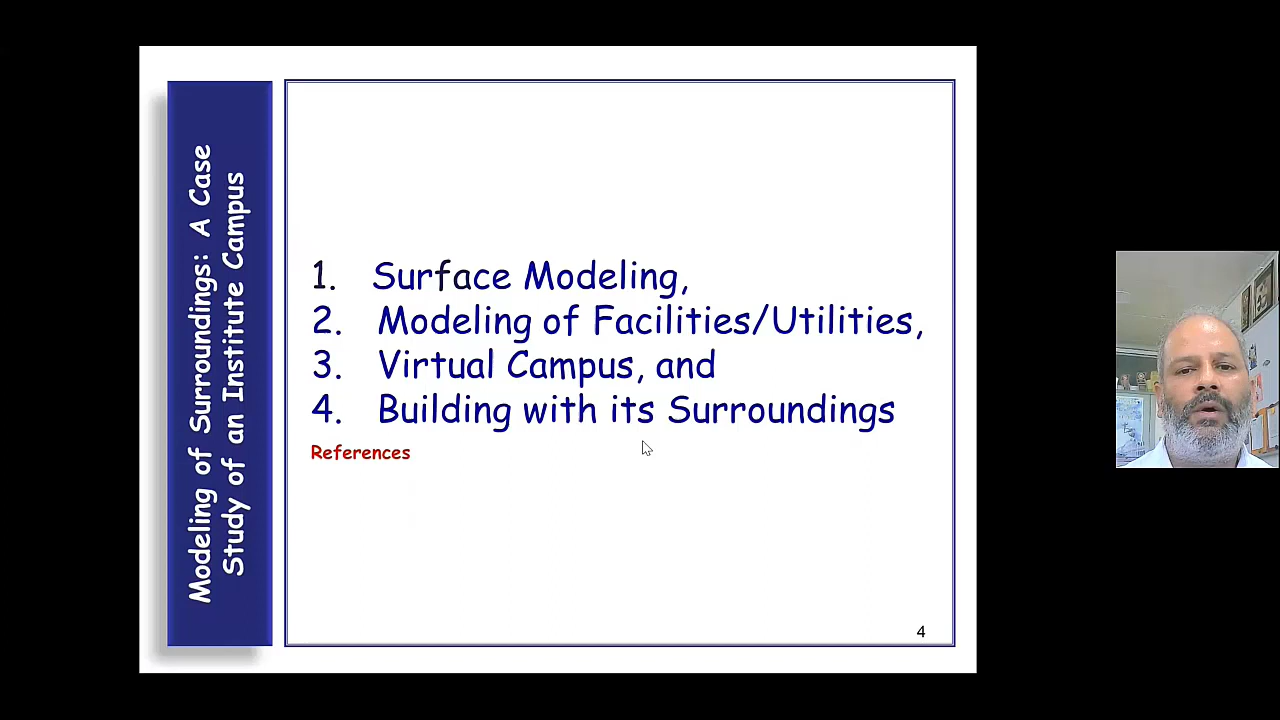 Modeling of Surroundings: A Case
Study of an Institute Campus
1. Surface Modeling,
2. Modeling of Facilities/Utilities,
3. Virtual Campus, and
4. Building with its Surroundings
References
4